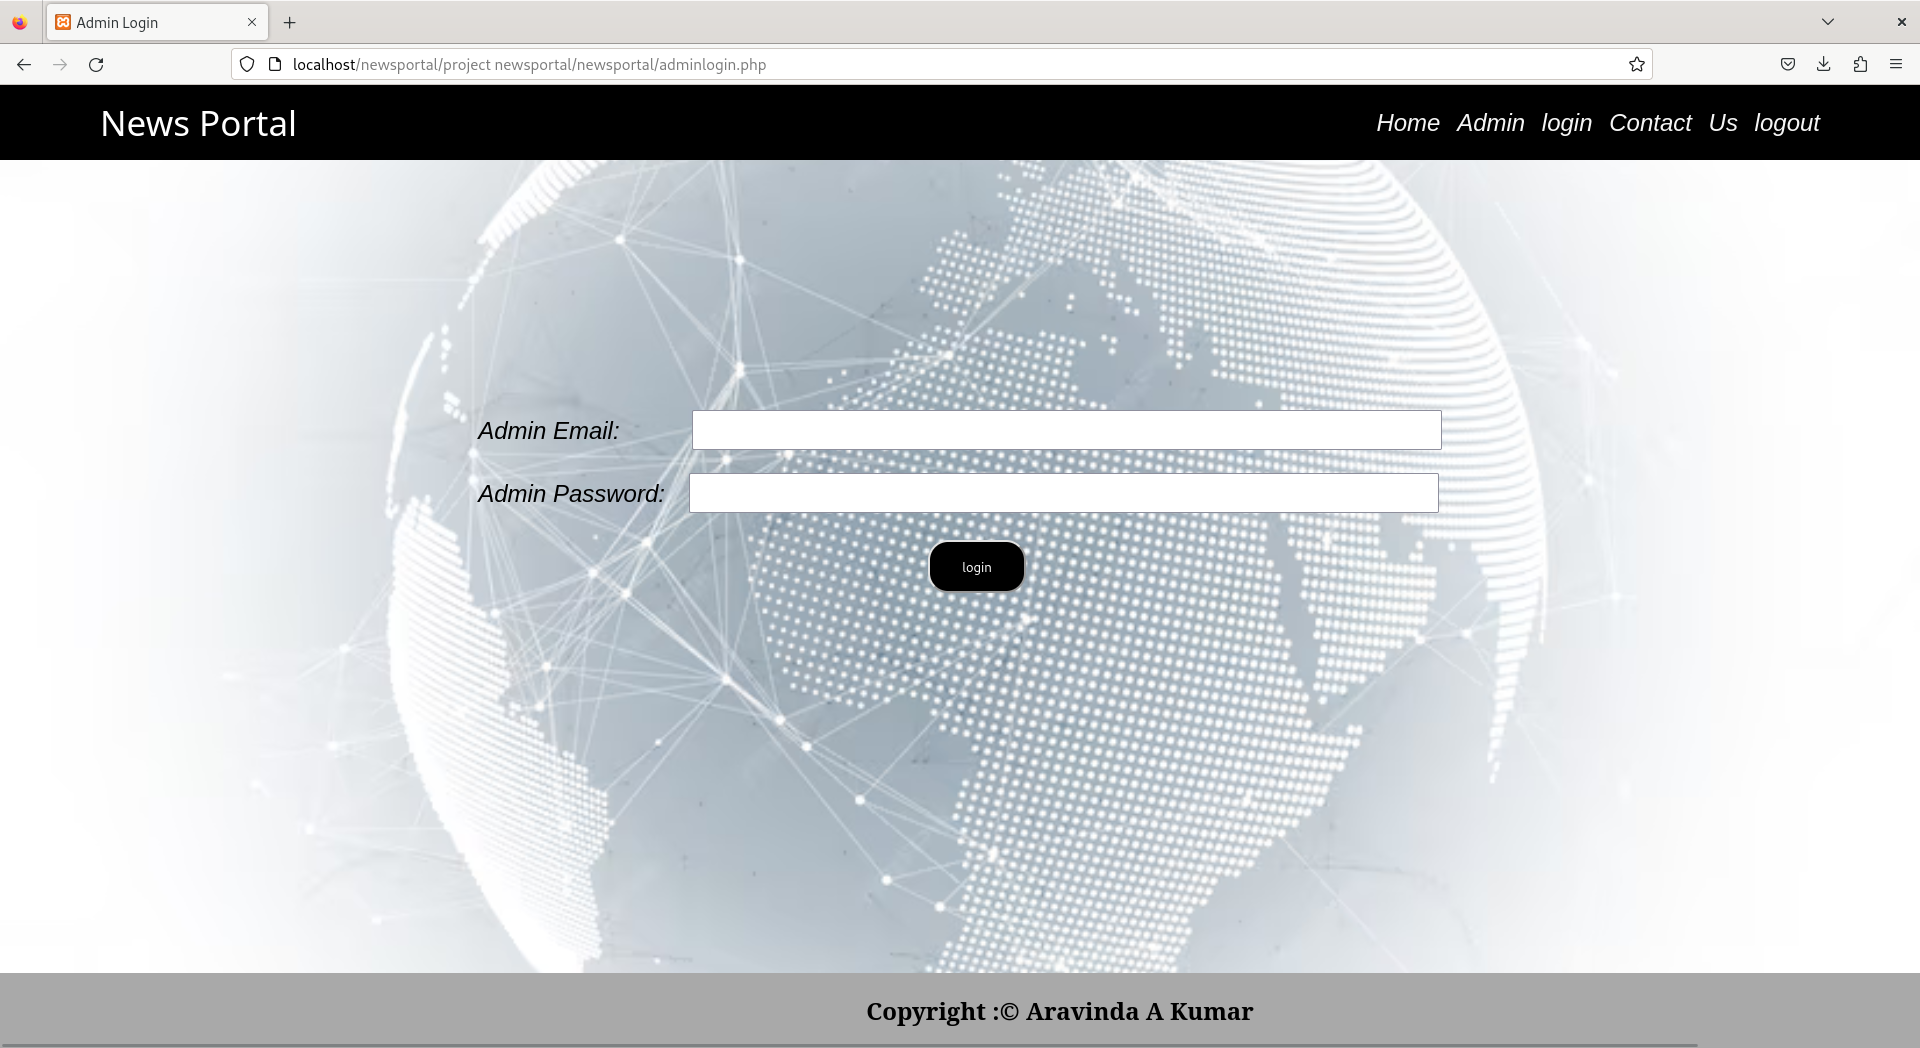 Admin Login
localhost/newsportal/project newsportal/newsportal/adminlogin.php
News Portal
Home Admin login Contact Us logout
Admin Email:
Admin Password:
login
Copyright :© Aravinda A Kumar